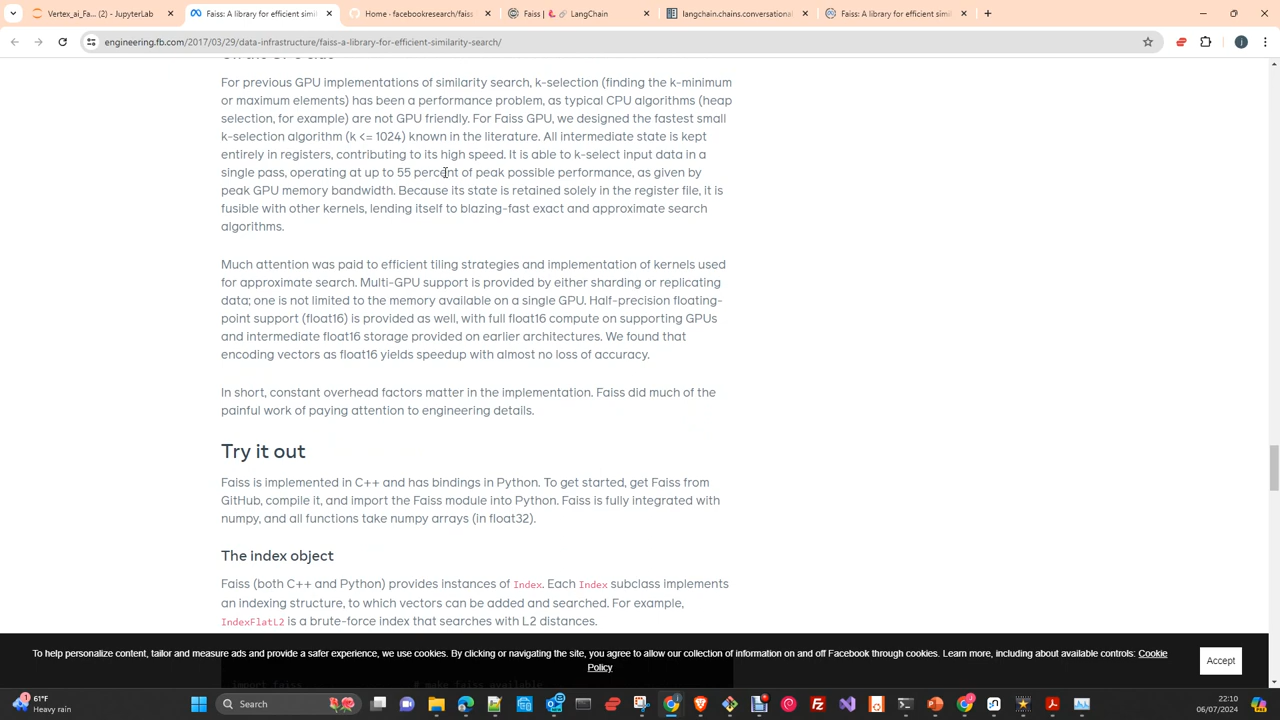 Vertex_ai_Fa... (2) - JupyterLab
Faiss: A library for efficient simil
Home · facebookresearch/faiss
Faiss | 🦜️🔗 LangChain
langchain.chains.conversational
Faiss: A library for efficient simil
engineering.fb.com/2017/03/29/data-infrastructure/faiss-a-library-for-efficient-similarity-search/
For previous GPU implementations of similarity search, k-selection (finding the k-minimum
or maximum elements) has been a performance problem, as typical CPU algorithms (heap
selection, for example) are not GPU friendly. For Faiss GPU, we designed the fastest small
k-selection algorithm (k <= 1024) known in the literature. All intermediate state is kept
entirely in registers, contributing to its high speed. It is able to k-select input data in a
single pass, operating at up to 55 percent of peak possible performance, as given by
peak GPU memory bandwidth. Because its state is retained solely in the register file, it is
fusible with other kernels, lending itself to blazing-fast exact and approximate search
algorithms.
Much attention was paid to efficient tiling strategies and implementation of kernels used
for approximate search. Multi-GPU support is provided by either sharding or replicating
data; one is not limited to the memory available on a single GPU. Half-precision floating-
point support (float16) is provided as well, with full float16 compute on supporting GPUs
and intermediate float16 storage provided on earlier architectures. We found that
encoding vectors as float16 yields speedup with almost no loss of accuracy.
In short, constant overhead factors matter in the implementation. Faiss did much of the
painful work of paying attention to engineering details.
Try it out
Faiss is implemented in C++ and has bindings in Python. To get started, get Faiss from
GitHub, compile it, and import the Faiss module into Python. Faiss is fully integrated with
numpy, and all functions take numpy arrays (in float32).
The index object
Faiss (both C++ and Python) provides instances of Index. Each Index subclass implements
an indexing structure, to which vectors can be added and searched. For example,
IndexFlatL2 is a brute-force index that searches with L2 distances.
To help personalize content, tailor and measure ads and provide a safer experience, we use cookies. By clicking or navigating the site, you agree to allow our collection of information on and off Facebook through cookies. Learn more, including about available controls: Cookie
Policy
Accept
import faiss # make faiss available
61°F
Heavy rain
Search
22:10
06/07/2024